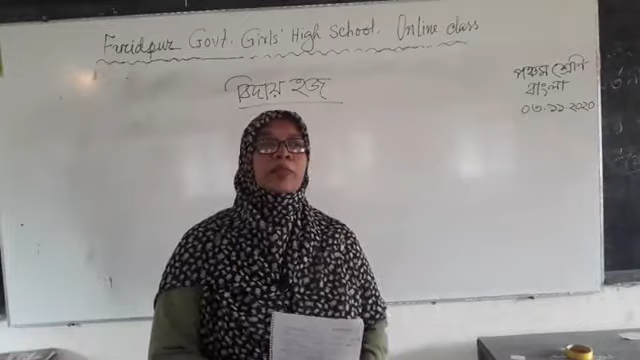 Faridpur Govt. Girls' High School. Online class
বিদায় হজ
পঞ্চম শ্রেণি
বাংলা
০৩.১১.২০২০